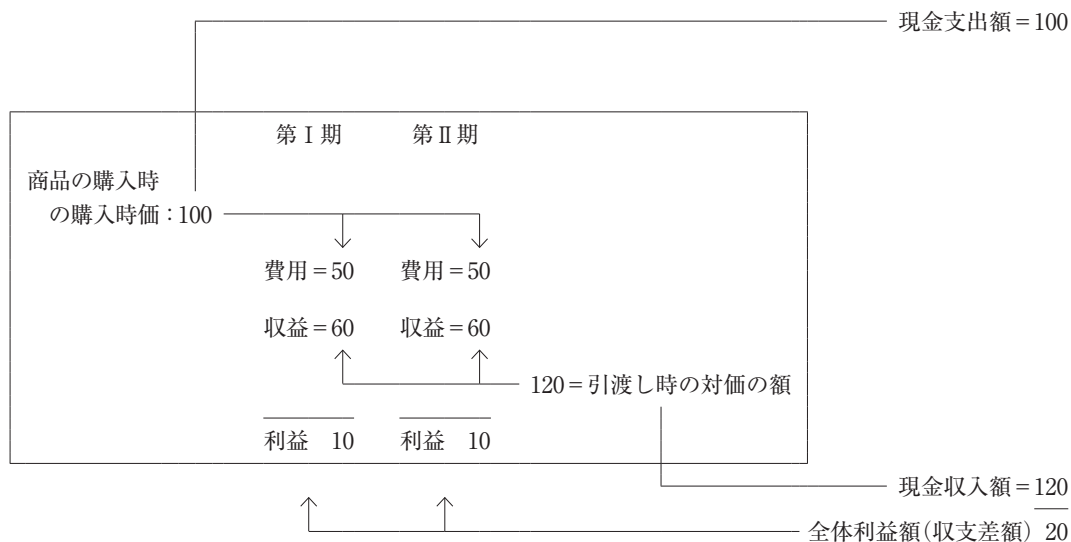 現金支出額=100
第Ⅰ期 第Ⅱ期
商品の購入時
の購入時価:100
費用=50 費用=50
収益=60 収益=60
120=引渡し時の対価の額
利益 10 利益 10
現金収入額=120
全体利益額(収支差額) 20